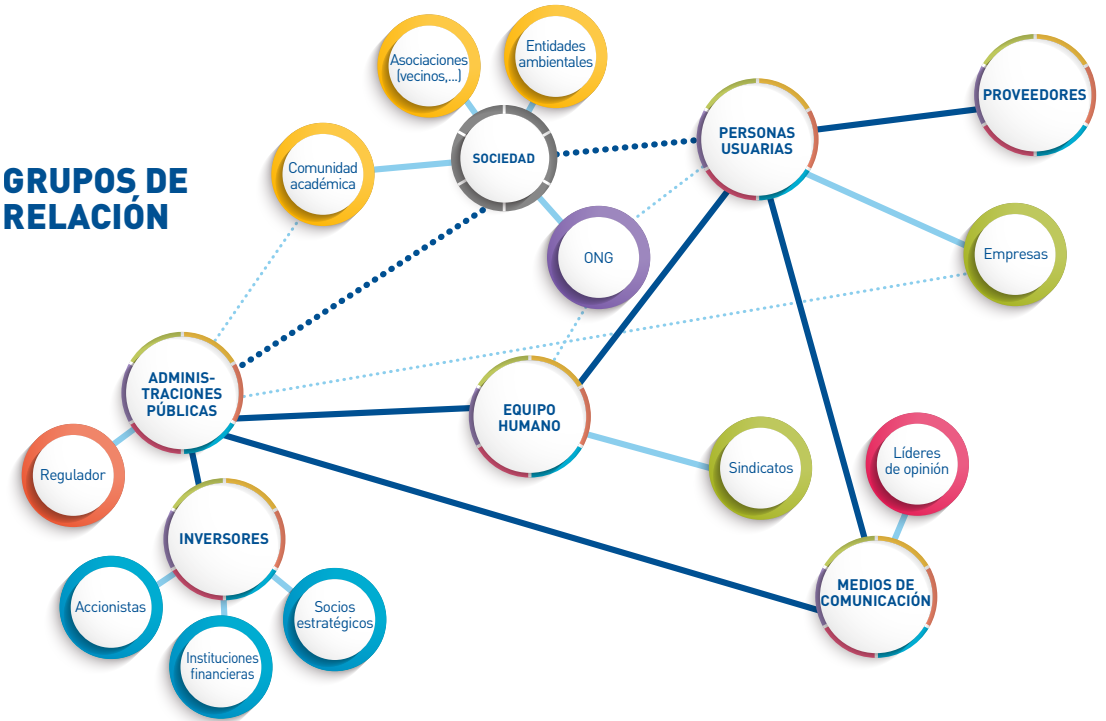 GRUPOS DE
RELACIÓN
Asociaciones
(vecinos,...)
Entidades
ambientales
Comunidad
académica
SOCIEDAD
PERSONAS
USUARIAS
PROVEEDORES
ONG
Empresas
ADMINIS-
TRACIONES
PÚBLICAS
EQUIPO
HUMANO
Regulador
Sindicatos
Líderes
de opinión
INVERSORES
MEDIOS DE
COMUNICACIÓN
Accionistas
Instituciones
financieras
Socios
estratégicos